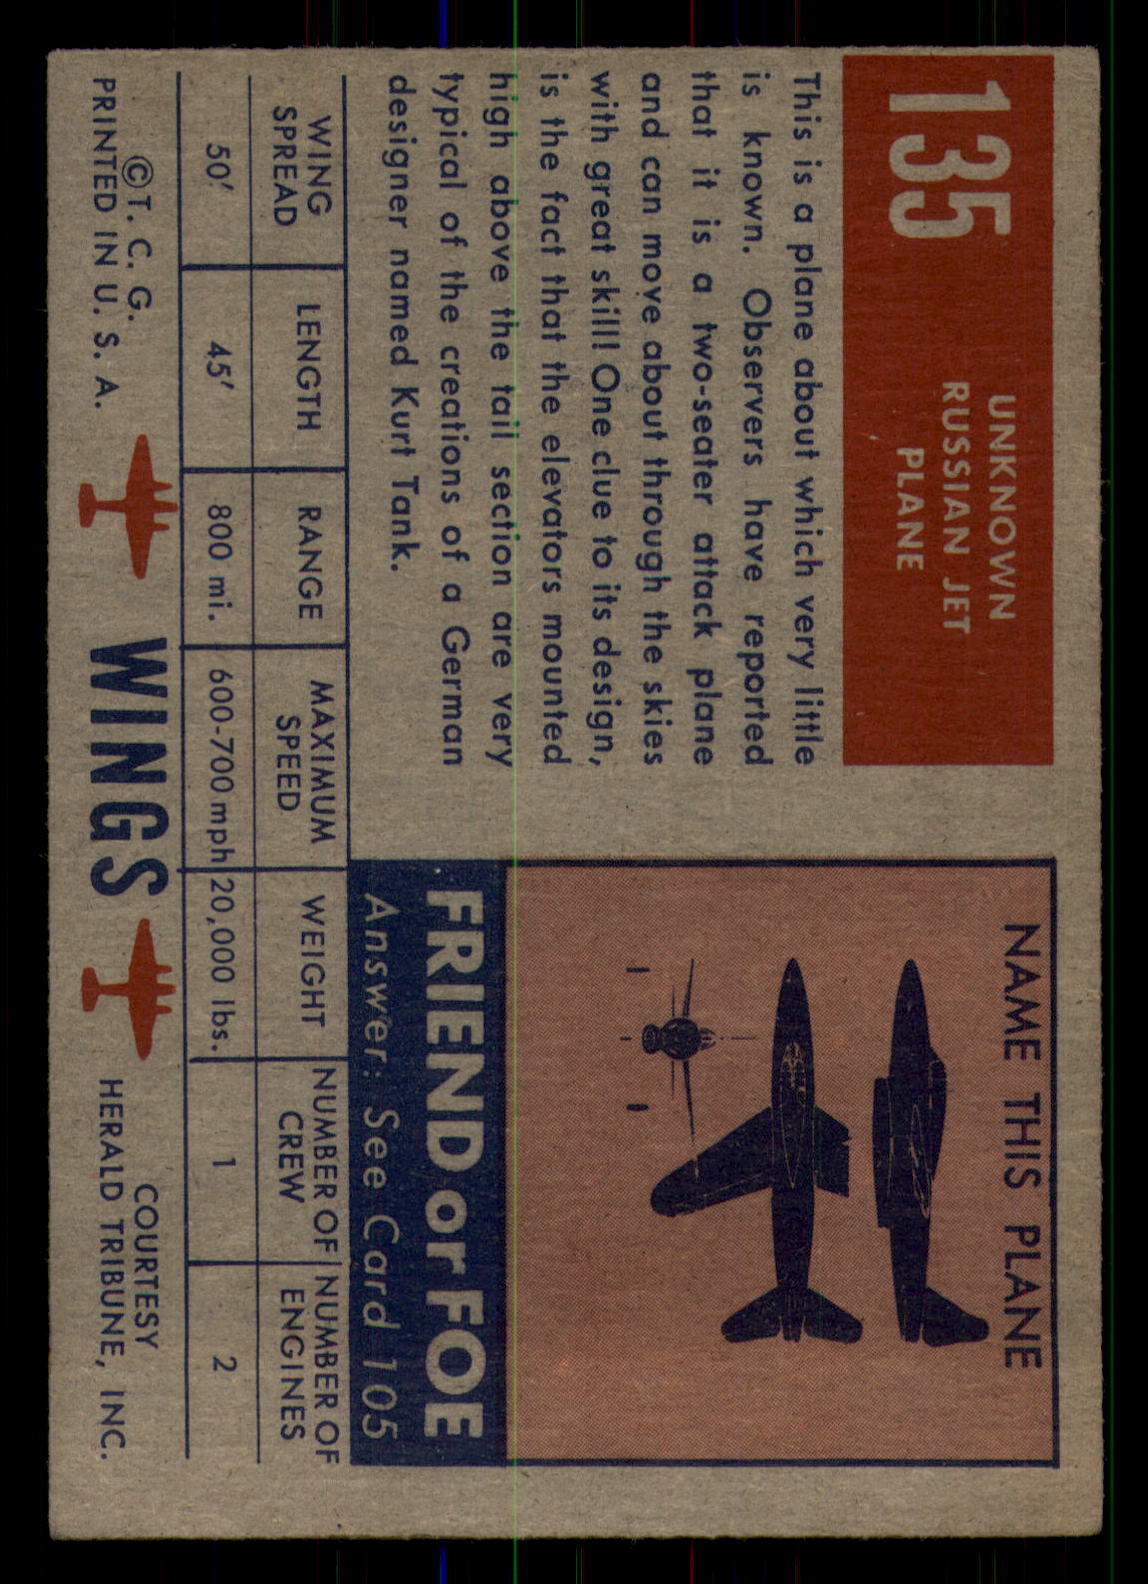 135
UNKNOWN
RUSSIAN JET
PLANE
This is a plane about which very little
is known. Observers have reported
that it is a two-seater attack plane
and can move about through the skies
with great skill! One clue to its design,
is the fact that the elevators mounted
high above the tail section are very
typical of the creations of a German
designer named Kurt Tank.
NAME THIS PLANE
FRIEND or FOE
Answer: See Card 105
WING SPREAD
LENGTH
RANGE
MAXIMUM SPEED
WEIGHT
NUMBER OF CREW
NUMBER OF ENGINES
50' 45' 800 mi. 600-700 mph 20,000 lbs. 1 2
© T. C. G.
PRINTED IN U. S. A.
WINGS
COURTESY
HERALD TRIBUNE, INC.